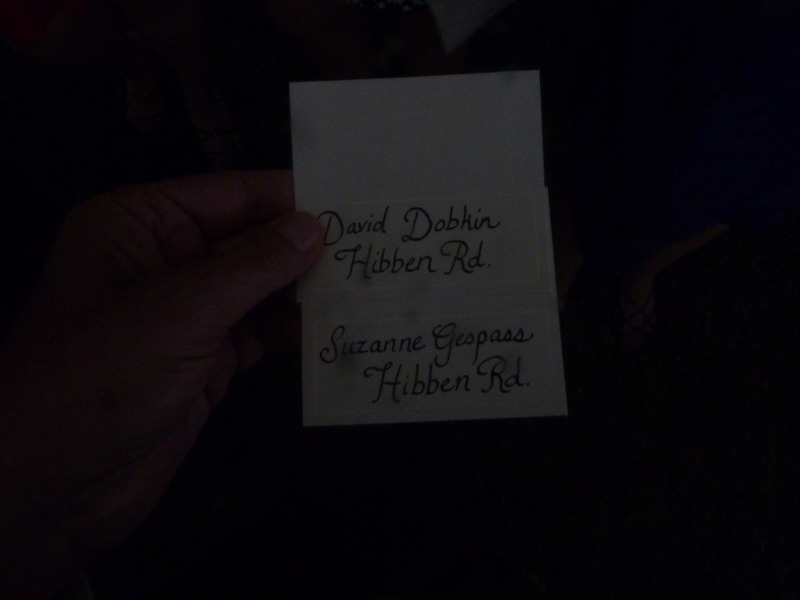 David Dobkin
Hibben Rd.
Suzanne Gespass
Hibben Rd.